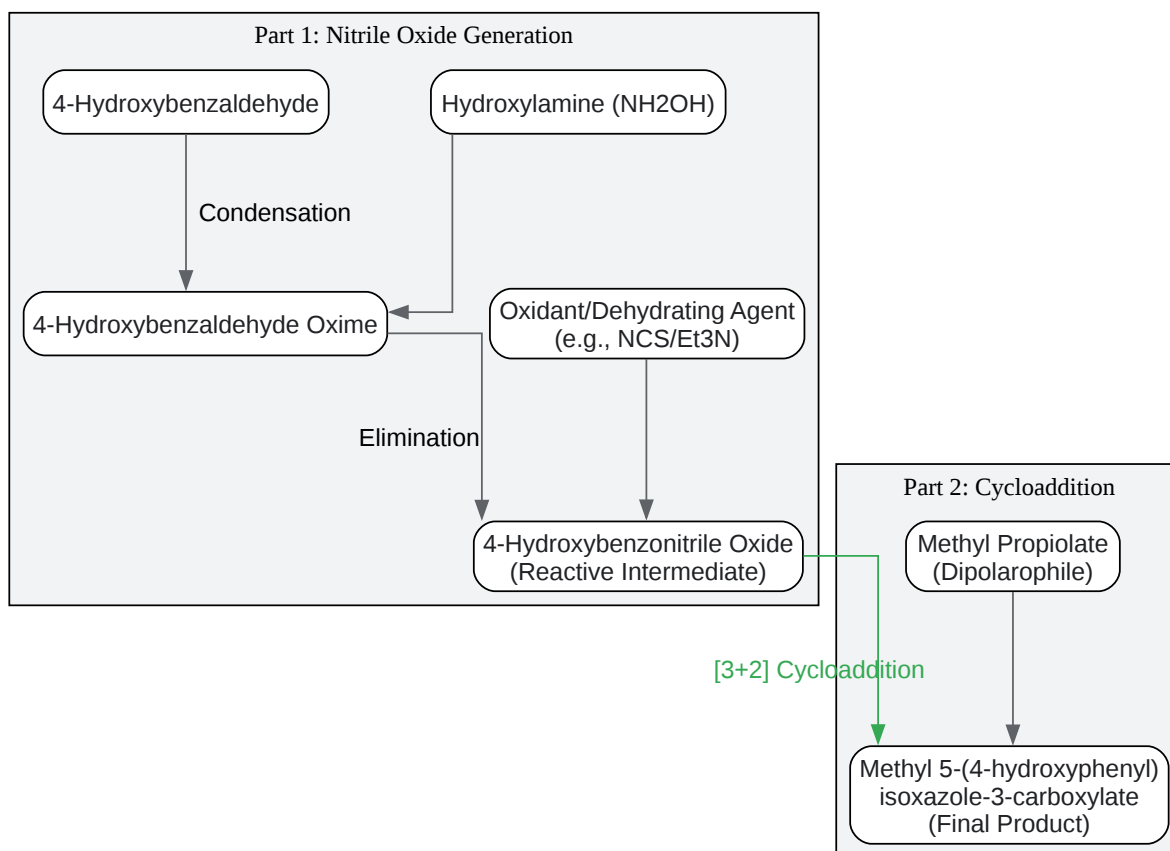 Part 1: Nitrile Oxide Generation
4-Hydroxybenzaldehyde
Hydroxylamine (NH2OH)
Condensation
4-Hydroxybenzaldehyde Oxime
Oxidant/Dehydrating Agent
(e.g., NCS/Et3N)
Elimination
4-Hydroxybenzonitrile Oxide
(Reactive Intermediate)
Part 2: Cycloaddition
Methyl Propiolate
(Dipolarophile)
[3+2] Cycloaddition
Methyl 5-(4-hydroxyphenyl)
isoxazole-3-carboxylate
(Final Product)